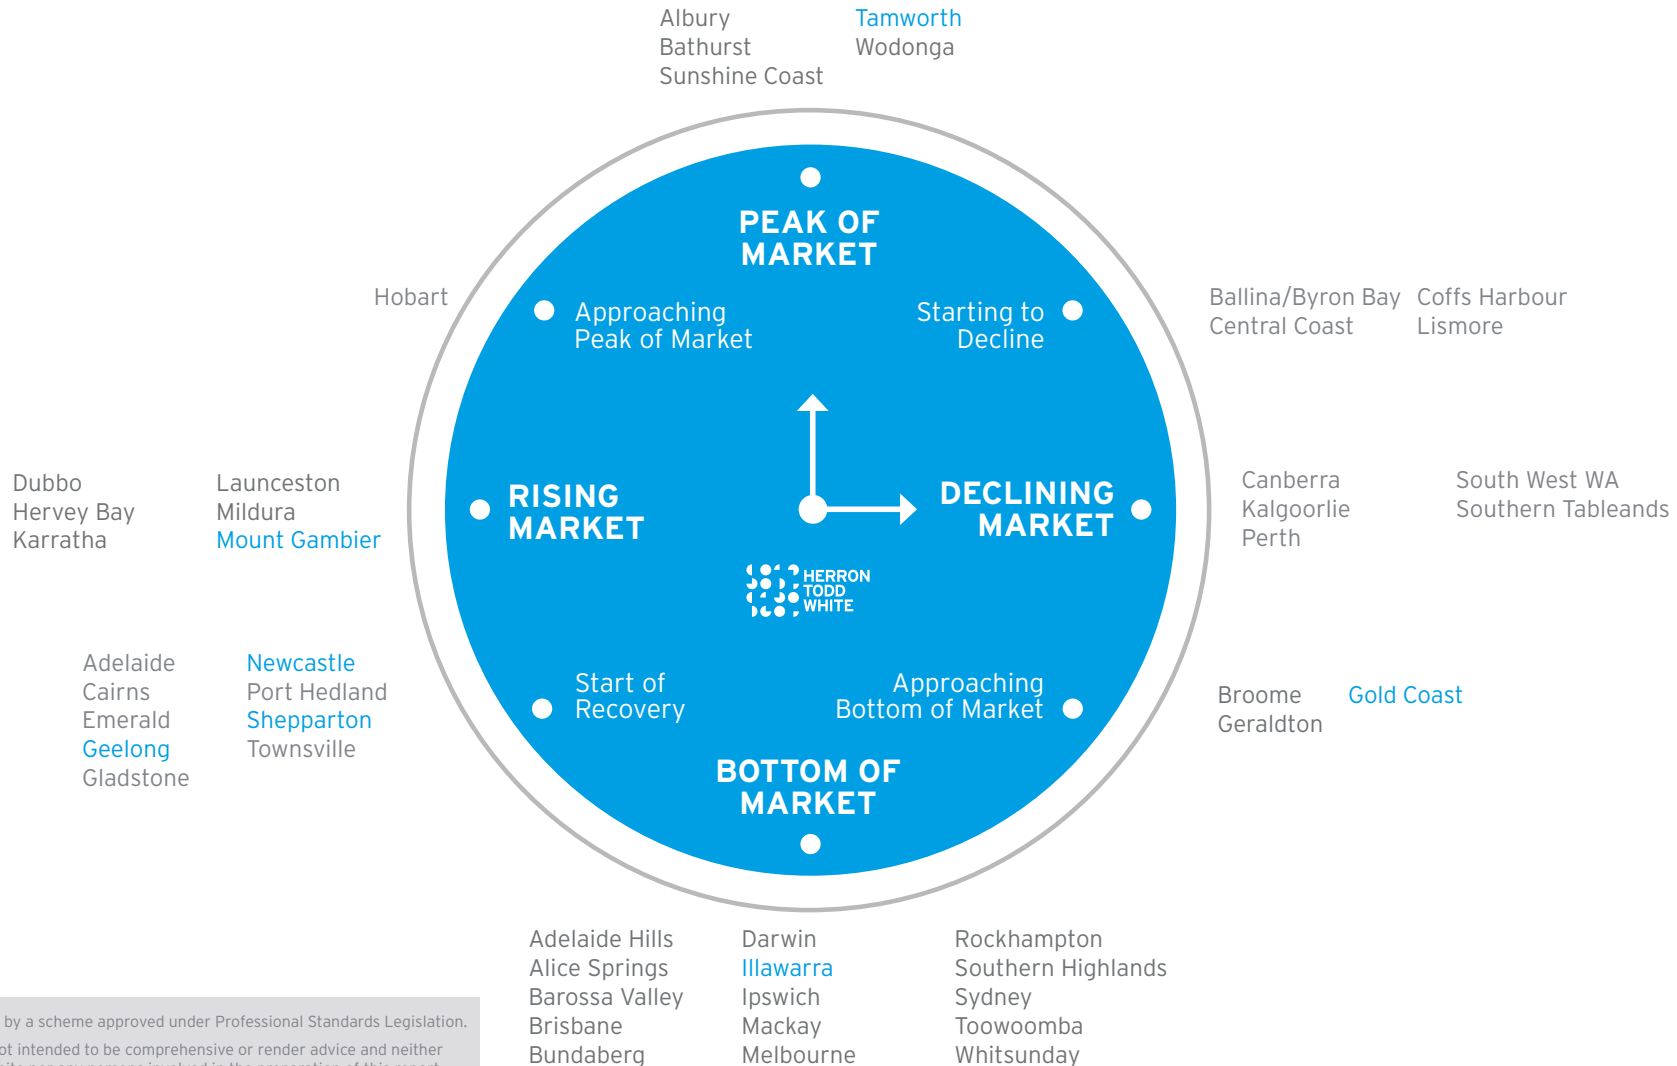 Albury
Bathurst
Sunshine Coast
Tamworth
Wodonga
PEAK OF
MARKET
Hobart
Approaching
Peak of Market
Starting to
Decline
Ballina/Byron Bay
Central Coast
Coffs Harbour
Lismore
Dubbo
Hervey Bay
Karratha
Launceston
Mildura
Mount Gambier
RISING
MARKET
DECLINING
MARKET
Canberra
Kalgoorlie
Perth
South West WA
Southern Tableands
HERRON
TODD
WHITE
Adelaide
Cairns
Emerald
Geelong
Gladstone
Newcastle
Port Hedland
Shepparton
Townsville
Start of
Recovery
Approaching
Bottom of Market
Broome
Geraldton
Gold Coast
BOTTOM OF
MARKET
Adelaide Hills
Alice Springs
Barossa Valley
Brisbane
Bundaberg
Darwin
Illawarra
Ipswich
Mackay
Melbourne
Rockhampton
Southern Highlands
Sydney
Toowoomba
Whitsunday
by a scheme approved under Professional Standards Legislation.
intended to be comprehensive or render advice and neither